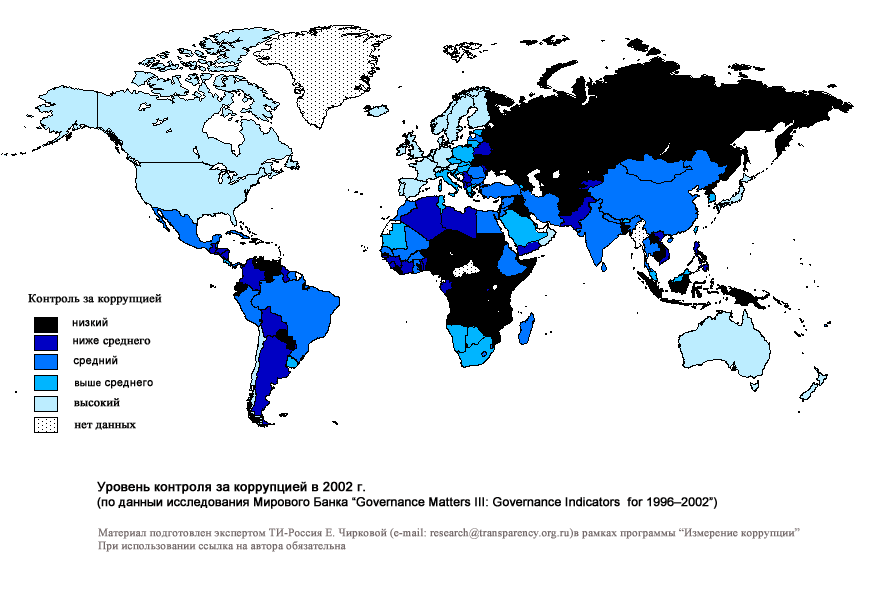 Контроль за коррупцией
низкий
ниже среднего
средний
выше среднего
высокий
нет данных
Уровень контроля за коррупцией в 2002 г.
(по данныи исследования Мирового Банка “Governance Matters III: Governance Indicators for 1996–2002”)
Материал подготовлен экспертом ТИ-Россия Е. Чирковой (e-mail: research@transparency.org.ru)в рамках программы “Измерение коррупции”
При использовании ссылка на автора обязательна